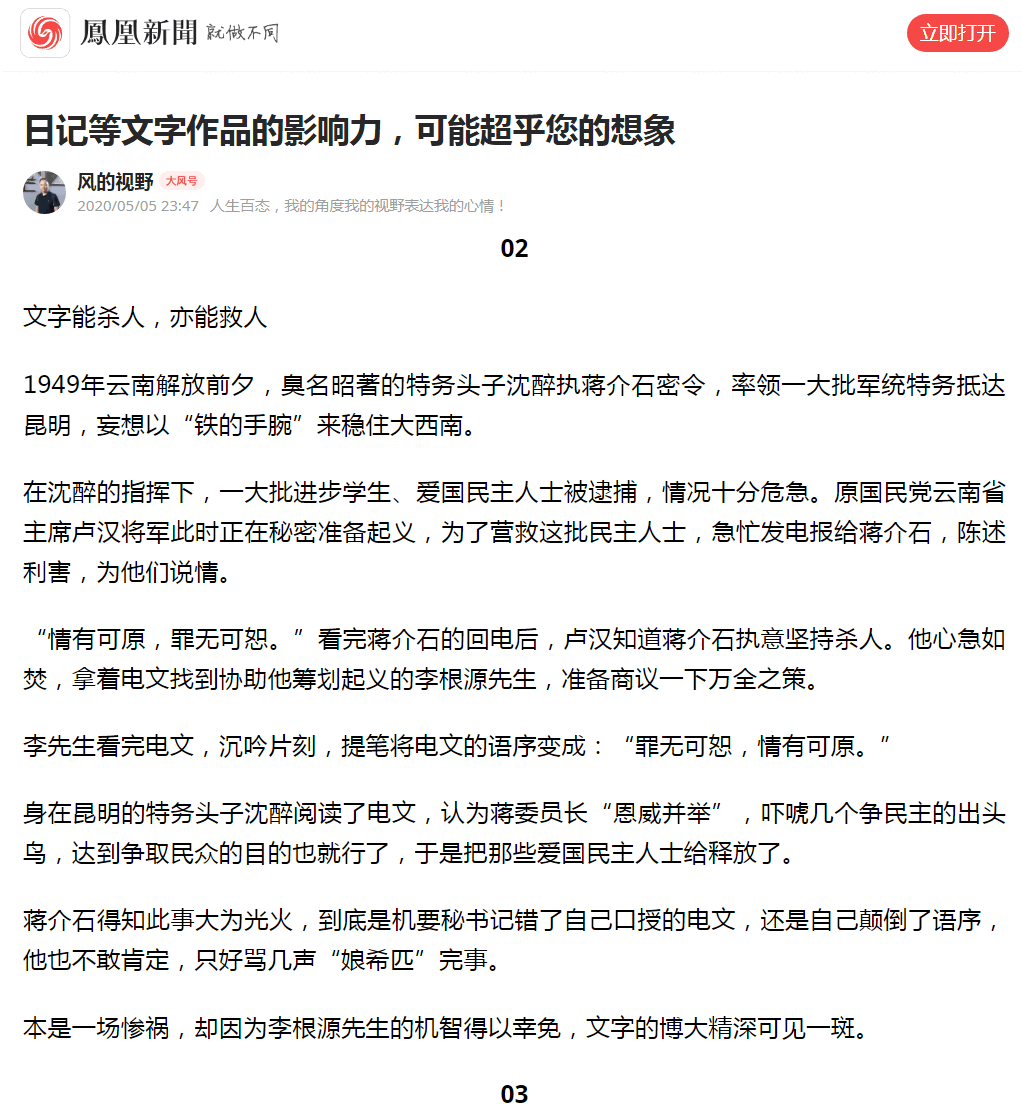 鳳凰新聞 就做不同
立即打开
日记等文字作品的影响力，可能超乎您的想象
风的视野 大风号
2020/05/05 23:47 人生百态，我的角度我的视野表达我的心情！
02
文字能杀人，亦能救人
1949年云南解放前夕，臭名昭著的特务头子沈醉执蒋介石密令，率领一大批军统特务抵达
昆明，妄想以“铁的手腕”来稳住大西南。
在沈醉的指挥下，一大批进步学生、爱国民主人士被逮捕，情况十分危急。原国民党云南省
主席卢汉将军此时正在秘密准备起义，为了营救这批民主人士，急忙发电报给蒋介石，陈述
利害，为他们说情。
“情有可原，罪无可恕。”看完蒋介石的回电后，卢汉知道蒋介石执意坚持杀人。他心急如
焚，拿着电文找到协助他筹划起义的李根源先生，准备商议一下万全之策。
李先生看完电文，沉吟片刻，提笔将电文的语序变成：“罪无可恕，情有可原。”
身在昆明的特务头子沈醉阅读了电文，认为蒋委员长“恩威并举”，吓唬几个争民主的出头
鸟，达到争取民众的目的也就行了，于是把那些爱国民主人士给释放了。
蒋介石得知此事大为光火，到底是机要秘书记错了自己口授的电文，还是自己颠倒了语序，
他也不敢肯定，只好骂几声“娘希匹”完事。
本是一场惨祸，却因为李根源先生的机智得以幸免，文字的博大精深可见一斑。
03